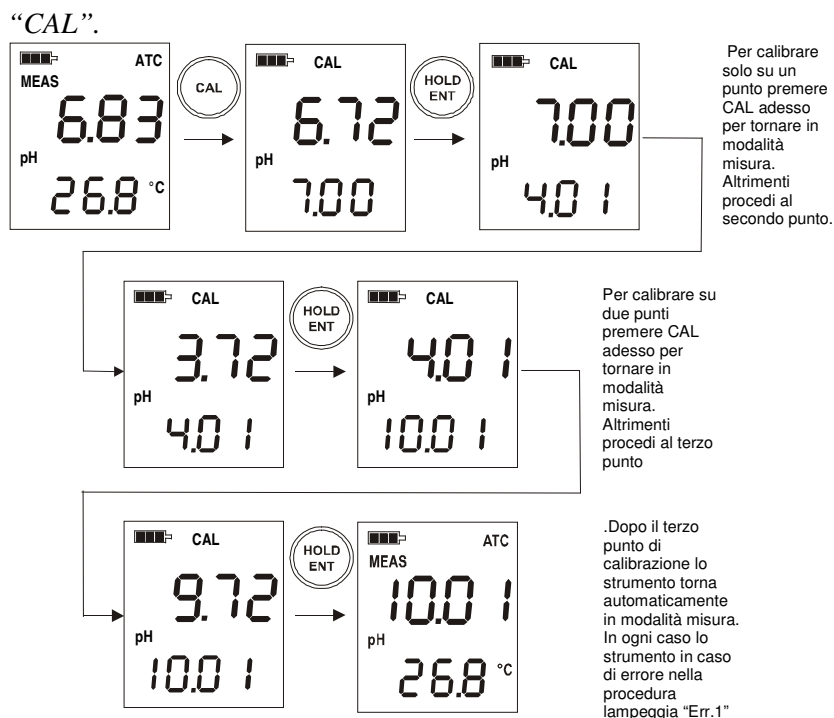 “CAL”.
ATC
MEAS
6.83
pH
26.8 °C
CAL
CAL
6.72
pH
7.00
HOLD
ENT
CAL
7.00
pH
4.01
Per calibrare
solo su un
punto premere
CAL adesso
per tornare in
modalità
misura.
Altrimenti
procedi al
secondo punto.
CAL
3.72
pH
4.01
HOLD
ENT
CAL
4.01
pH
10.01
Per calibrare su
due punti
premere CAL
adesso per
tornare in
modalità
misura.
Altrimenti
procedi al terzo
punto
CAL
9.72
pH
10.01
HOLD
ENT
ATC
MEAS
10.01
pH
26.8 °C
.Dopo il terzo
punto di
calibrazione lo
strumento torna
automaticamente
in modalità misura.
In ogni caso lo
strumento in caso
di errore nella
procedura
lampeggia “Err.1”